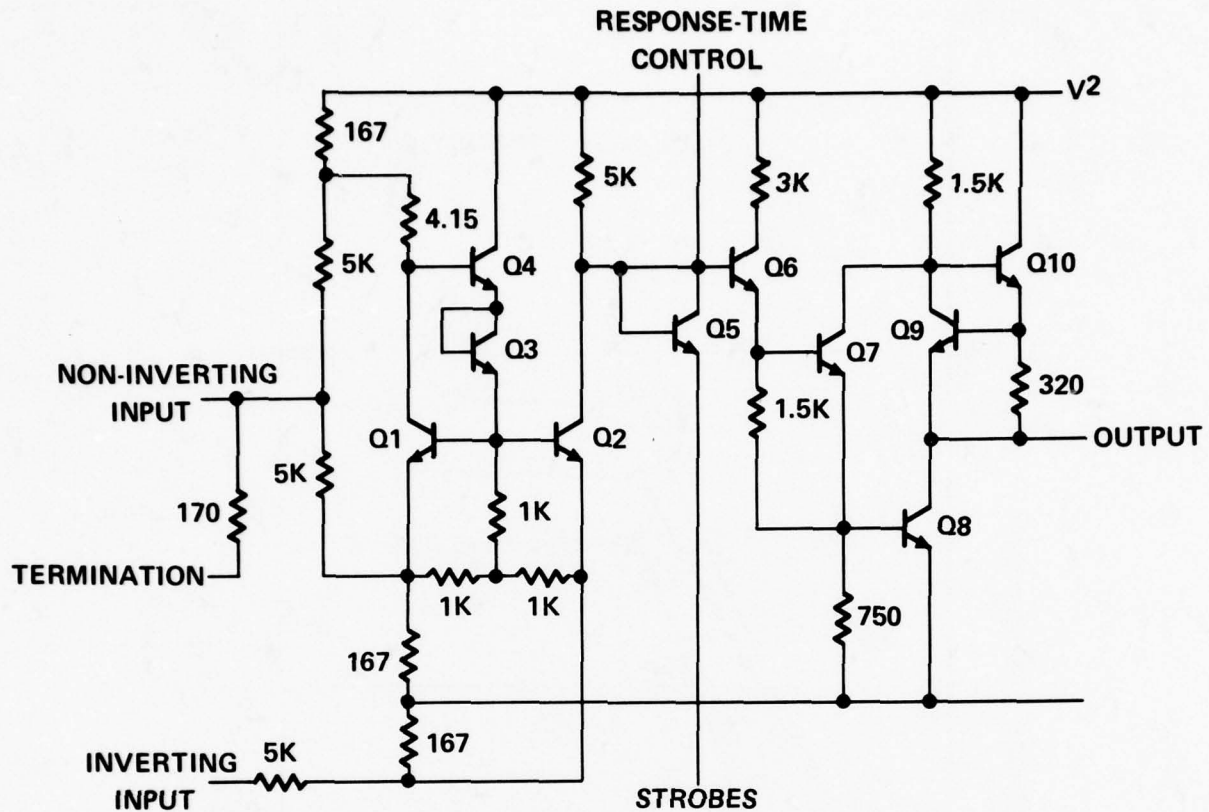 RESPONSE-TIME
CONTROL
V2
167
5K
3K
1.5K
4.15
5K
Q4
Q6
Q10
Q5
Q9
Q3
Q7
NON-INVERTING
INPUT
320
1.5K
Q1
Q2
OUTPUT
5K
170
1K
Q8
TERMINATION
1K
1K
750
167
167
INVERTING
INPUT
5K
STROBES